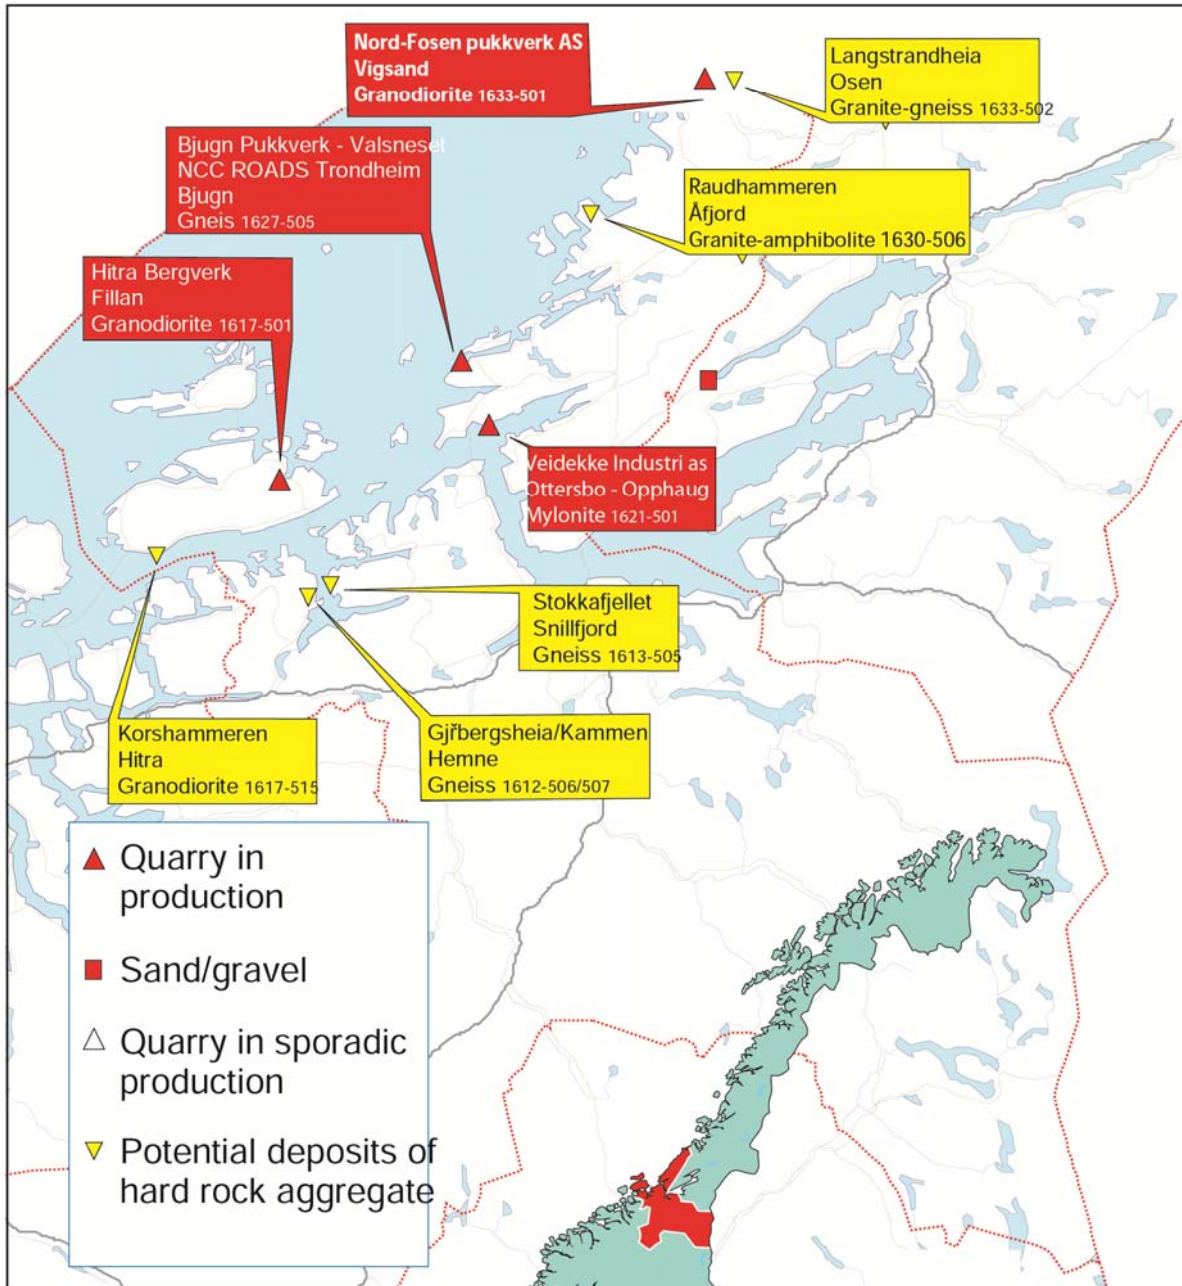 Nord-Fosen pukkverk AS
Vigsand
Granodiorite 1633-501
Langstrandheia
Osen
Granite-gneiss 1633-502
Bjugn Pukkverk - Valsneset
NCC ROADS Trondheim
Bjugn
Gneis 1627-505
Raudhammeren
Åfjord
Granite-amphibolite 1630-506
Hitra Bergverk
Fillan
Granodiorite 1617-501
Veidekke Industri as
Ottersbo - Opphaug
Mylonite 1621-501
Stokkafjellet
Snillfjord
Gneiss 1613-505
Korshammeren
Hitra
Granodiorite 1617-515
Gjřbergsheia/Kammen
Hemne
Gneiss 1612-506/507
Quarry in
production
Sand/gravel
Quarry in sporadic
production
Potential deposits of
hard rock aggregate